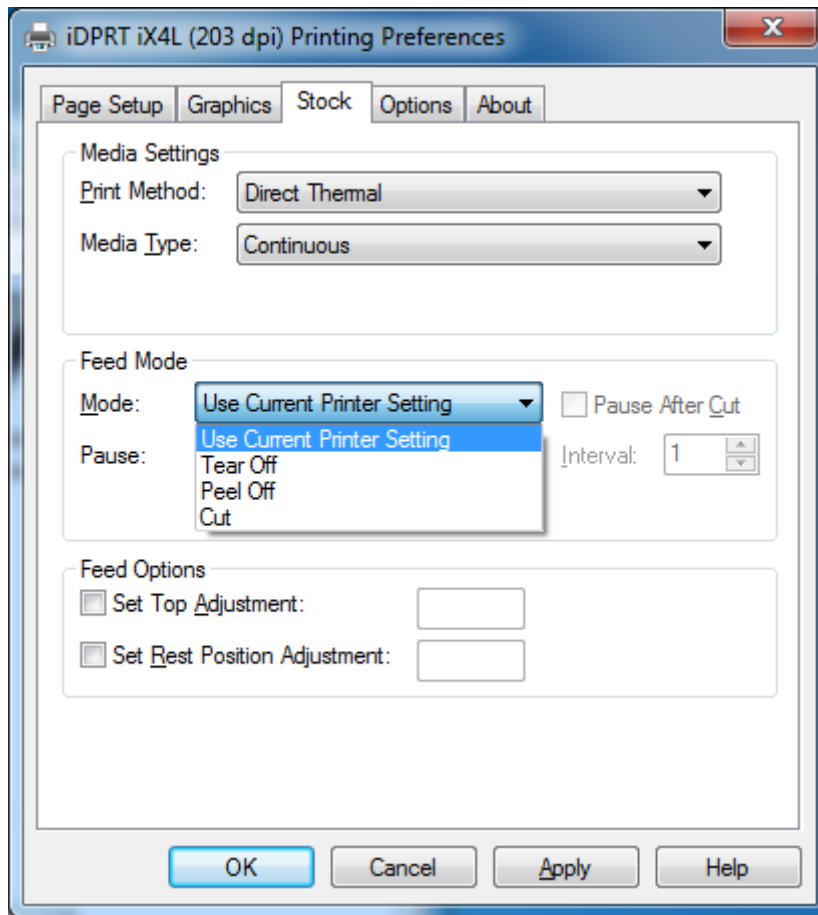 iDPRT iX4L (203 dpi) Printing Preferences
Page Setup Graphics Stock Options About
Media Settings
Print Method: Direct Thermal
Media Type: Continuous
Feed Mode
Mode: Use Current Printer Setting Pause After Cut
Use Current Printer Setting
Pause: Tear Off Interval: 1
Peel Off
Cut
Feed Options
Set Top Adjustment:
Set Rest Position Adjustment:
OK Cancel Apply Help